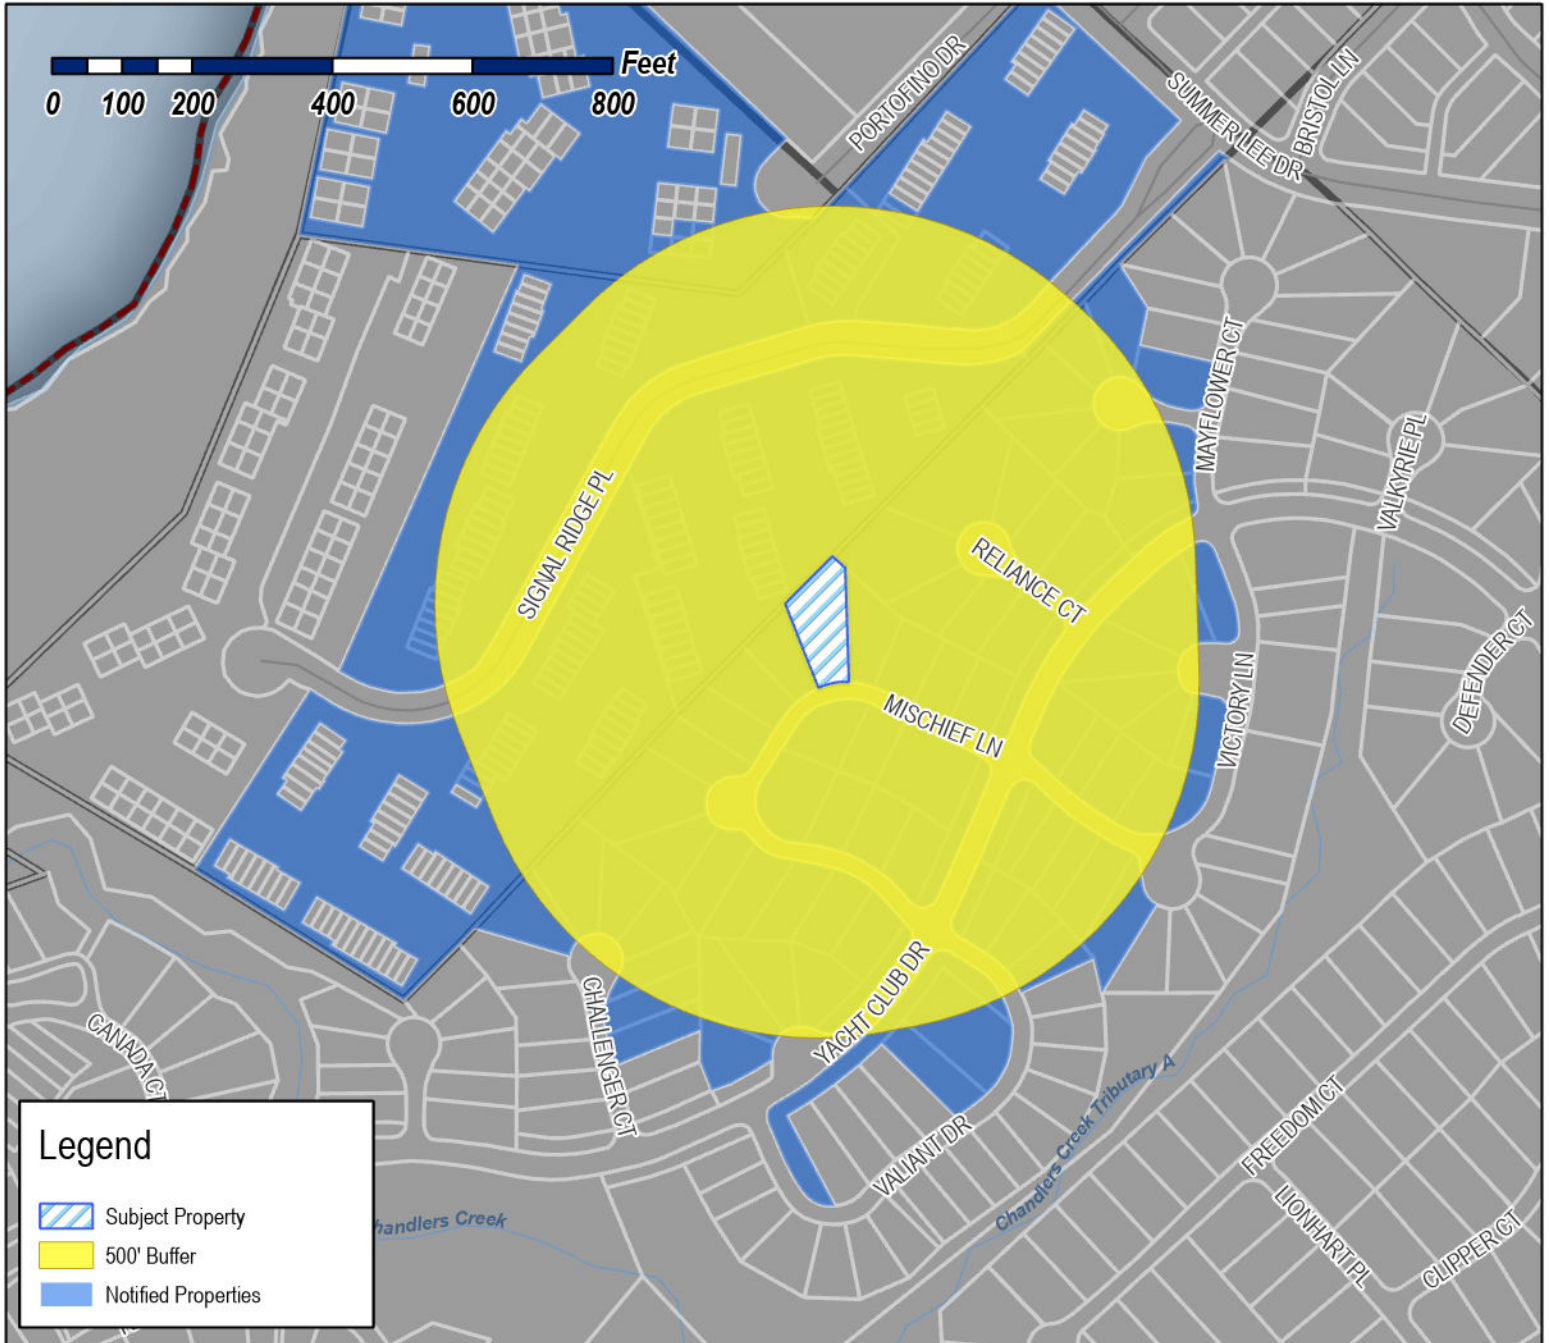 Feet
0 100 200 400 600 800
PORTOFINO DR
SUMMER LEE DR
BRISTOL LN
MAYFLOWER CT
VALKYRIE PL
SIGNAL RIDGE PL
RELIANCE CT
MISCHIEF LN
VICTORY LN
DEFENDER CT
YACHT CLUB DR
CHALLENGER CT
CANADA CT
VALIANT DR
Chandlers Creek Tributary A
FREEDOM CT
LIONHART PL
CLIPPER CT
handlers Creek
Legend
Subject Property
500' Buffer
Notified Properties